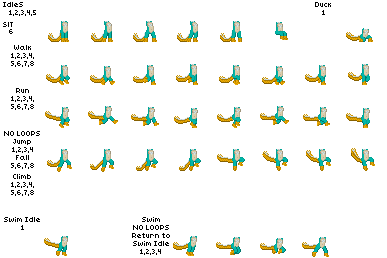 IdleS
1,2,3,4,5
Duck
1
SIT
6
Walk
1,2,3,4,
5,6,7,8
Run
1,2,3,4,
5,6,7,8
NO LOOPS
Jump
1,2,3,4
Fall
5,6,7,8
Climb
1,2,3,4,
5,6,7,8
Swim Idle
1
Swim
NO LOOPS
Return to
Swim Idle
1,2,3,4